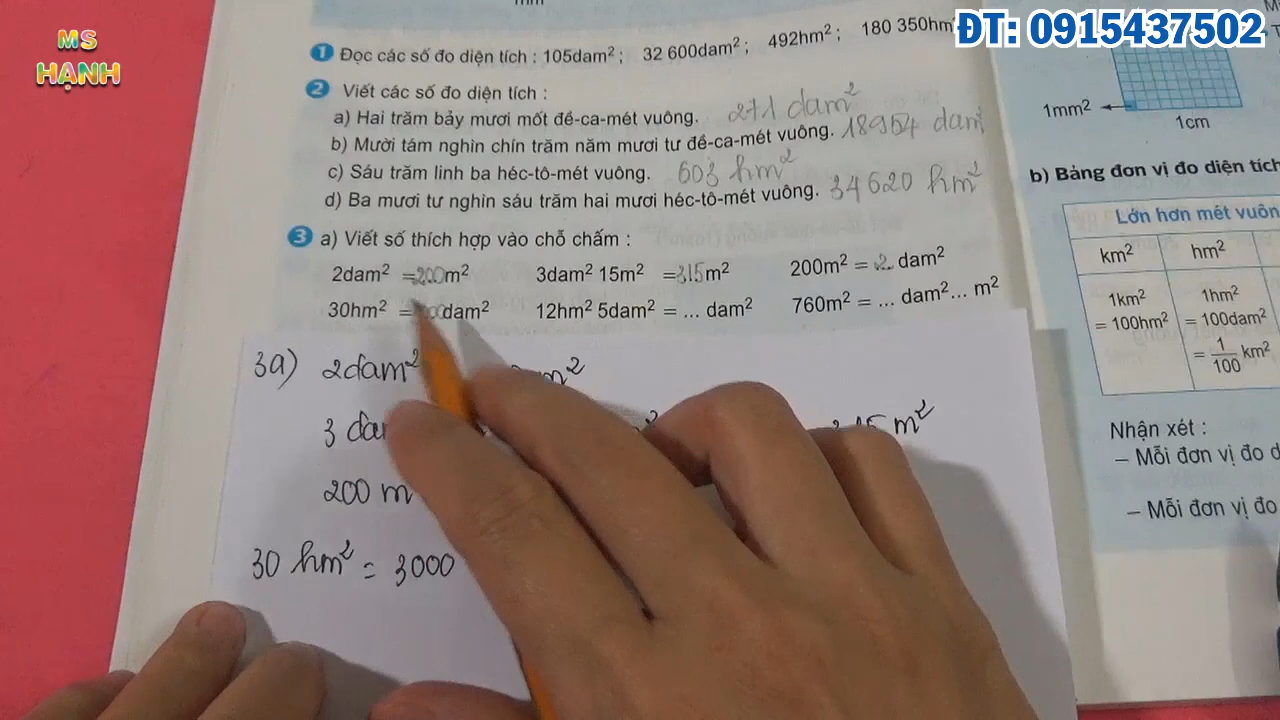 MS
HẠNH
ĐT: 0915437502
1 Đọc các số đo diện tích : 105dam² ; 32 600dam² ; 492hm² ; 180 350hm²
2 Viết các số đo diện tích :
a) Hai trăm bảy mươi mốt đề-ca-mét vuông. 271 dam²
b) Mười tám nghìn chín trăm năm mươi tư đề-ca-mét vuông. 18954 dam²
c) Sáu trăm linh ba héc-tô-mét vuông. 603 hm²
d) Ba mươi tư nghìn sáu trăm hai mươi héc-tô-mét vuông. 34620 hm²
3 a) Viết số thích hợp vào chỗ chấm :
2dam² = 200 m² 3dam² 15m² = 315 m² 200m² = 2 dam²
30hm² = dam² 12hm² 5dam² = ... dam² 760m² = ... dam² ... m²
3a) 2dam² m²
3
200 m
30 hm² = 3000
1mm²
1cm
b) Bảng đơn vị đo diện tích
Lớn hơn mét vuôn
km² hm²
1km² 1hm²
= 100hm² = 100dam²
= 1/100 km²
Nhận xét :
– Mỗi đơn vị đo d
– Mỗi đơn vị đo